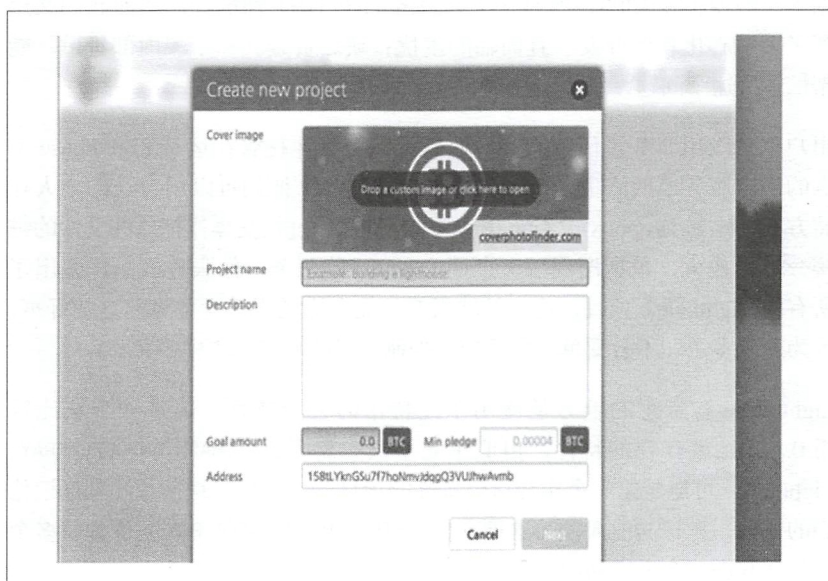 Create new project
Cover image
Drop a custom image or click here to open
coverphotofinder.com
Project name
Example: Building a lighthouse.
Description
Goal amount 0.0 BTC Min pledge 0.00004 BTC
Address
Cancel Next